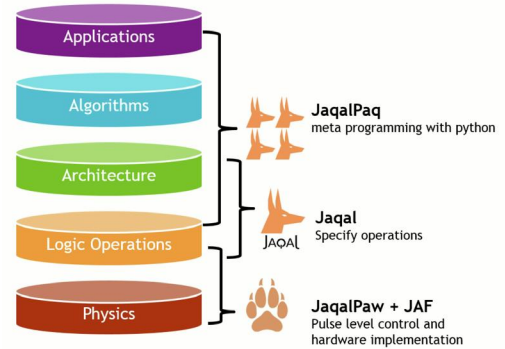 Applications
Algorithms
JaqalPaq
meta programming with python
Architecture
Jaqal
Specify operations
JAQAL
Logic Operations
Physics
JaqalPaw + JAF
Pulse level control and
hardware implementation